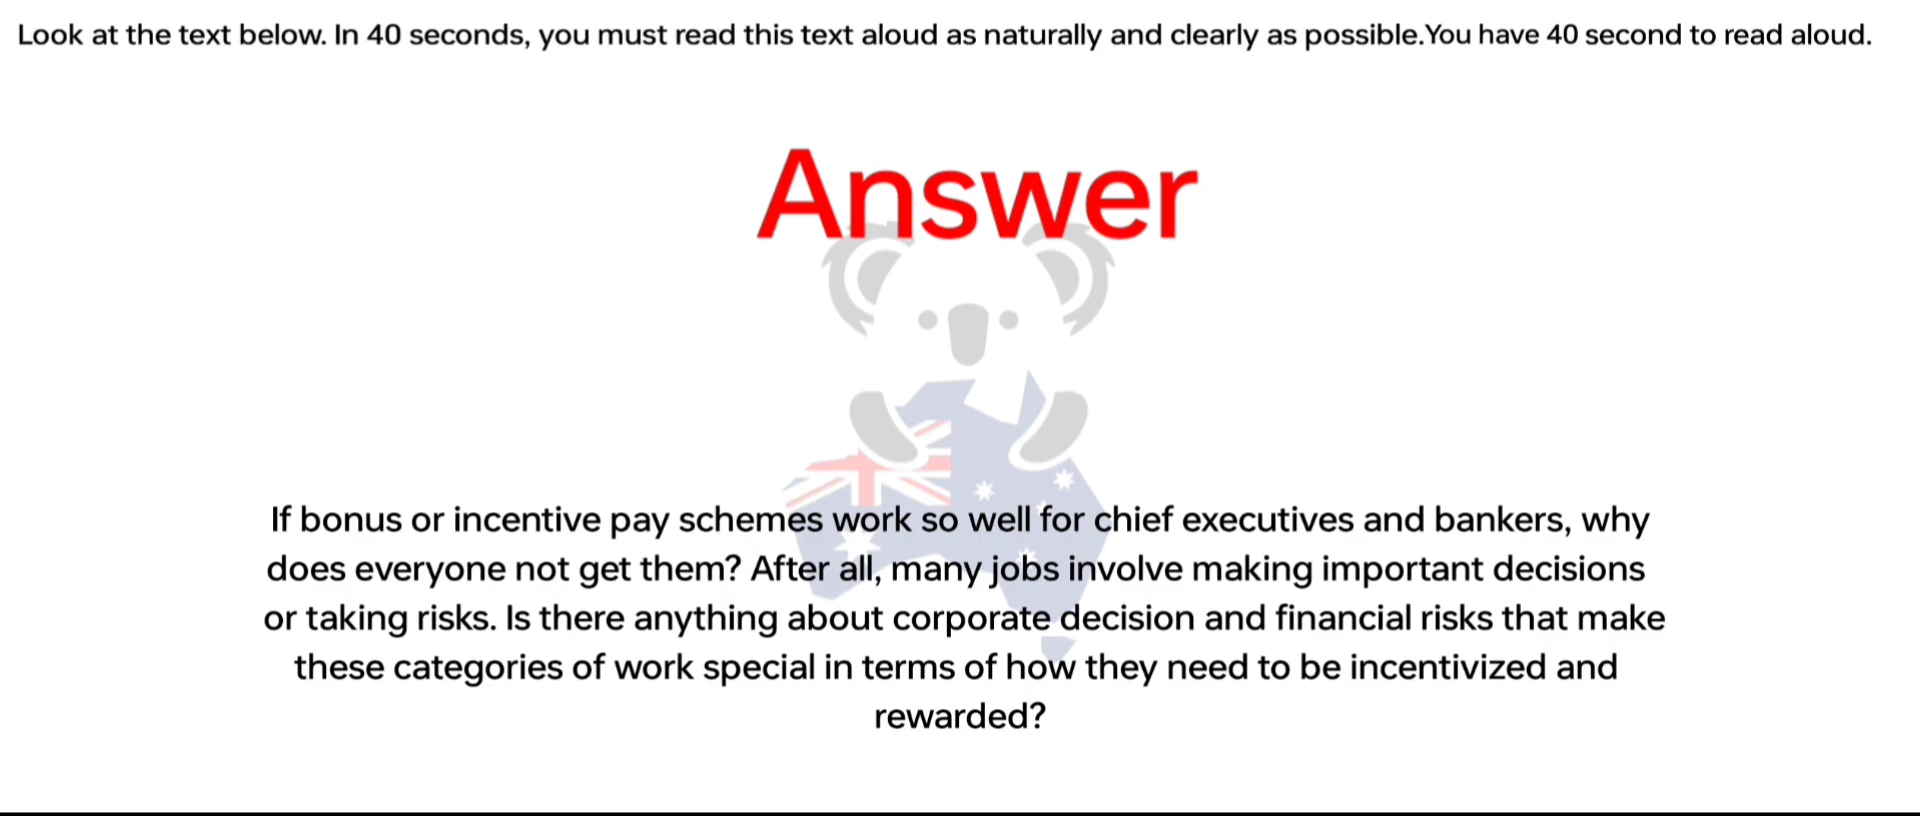 Look at the text below. In 40 seconds, you must read this text aloud as naturally and clearly as possible.You have 40 second to read aloud.
Answer
If bonus or incentive pay schemes work so well for chief executives and bankers, why
does everyone not get them? After all, many jobs involve making important decisions
or taking risks. Is there anything about corporate decision and financial risks that make
these categories of work special in terms of how they need to be incentivized and
rewarded?